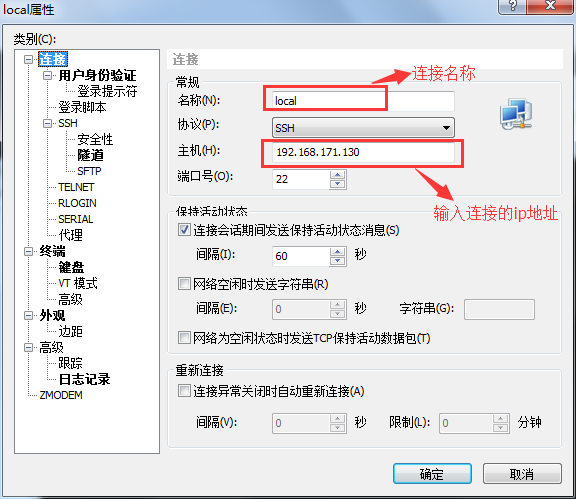 local属性
类别(C):
连接
用户身份验证
登录提示符
登录脚本
SSH
安全性
隧道
SFTP
TELNET
RLOGIN
SERIAL
代理
终端
键盘
VT 模式
高级
外观
边距
高级
跟踪
日志记录
ZMODEM
连接
常规
连接名称
名称(N): local
协议(P): SSH
主机(H): 192.168.171.130
端口号(O): 22
输入连接的ip地址
保持活动状态
连接会话期间发送保持活动状态消息(S)
间隔(I): 60 秒
网络空闲时发送字符串(R)
间隔(E): 0 秒 字符串(G):
网络为空闲状态时发送TCP保持活动数据包(T)
重新连接
连接异常关闭时自动重新连接(A)
间隔(V): 0 秒 限制(L): 0 分钟
确定 取消